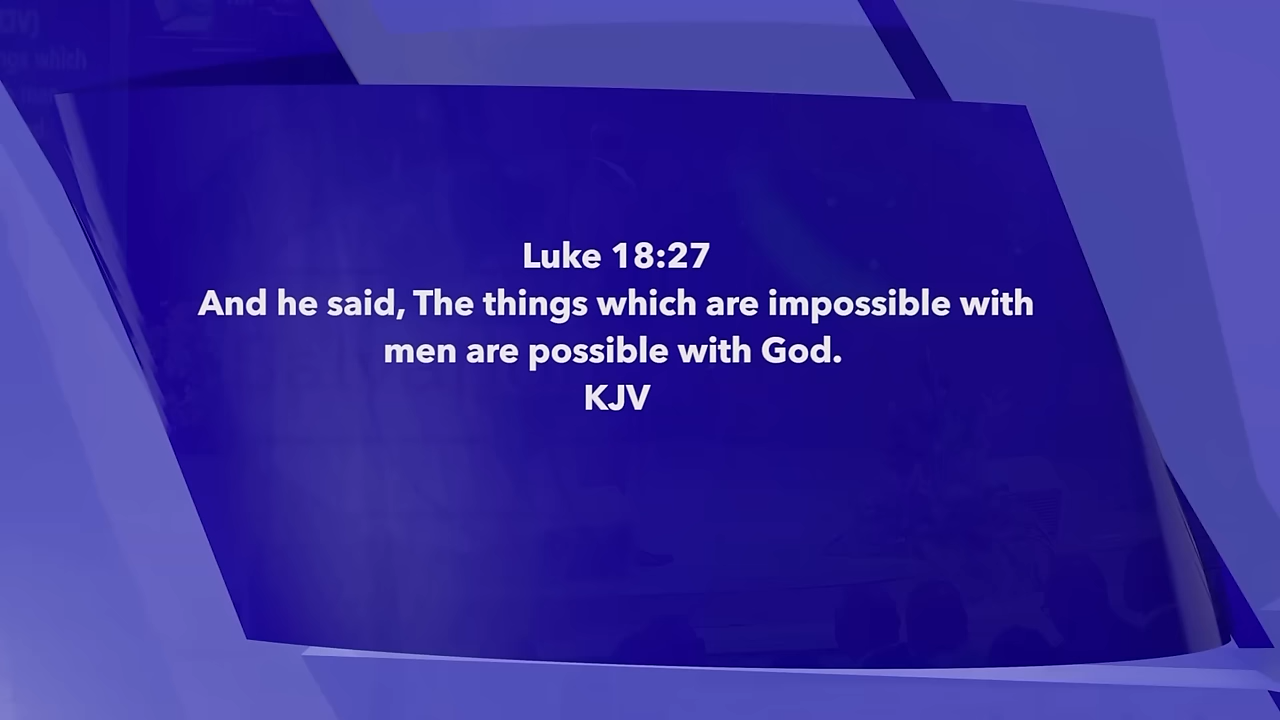 Luke 18:27
And he said, The things which are impossible with
men are possible with God.
KJV